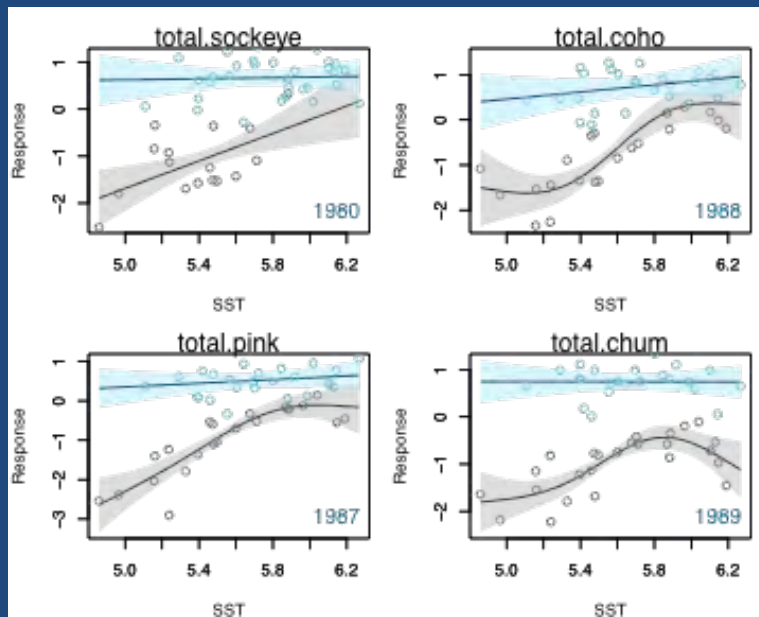 total.sockeye
Response
1
0
-1
-2
1980
5.0 5.4 5.8 6.2
SST
total.coho
Response
1
0
-1
-2
1988
5.0 5.4 5.8 6.2
SST
total.pink
Response
1
0
-1
-2
-3
1987
5.0 5.4 5.8 6.2
SST
total.chum
Response
1
0
-1
-2
1989
5.0 5.4 5.8 6.2
SST